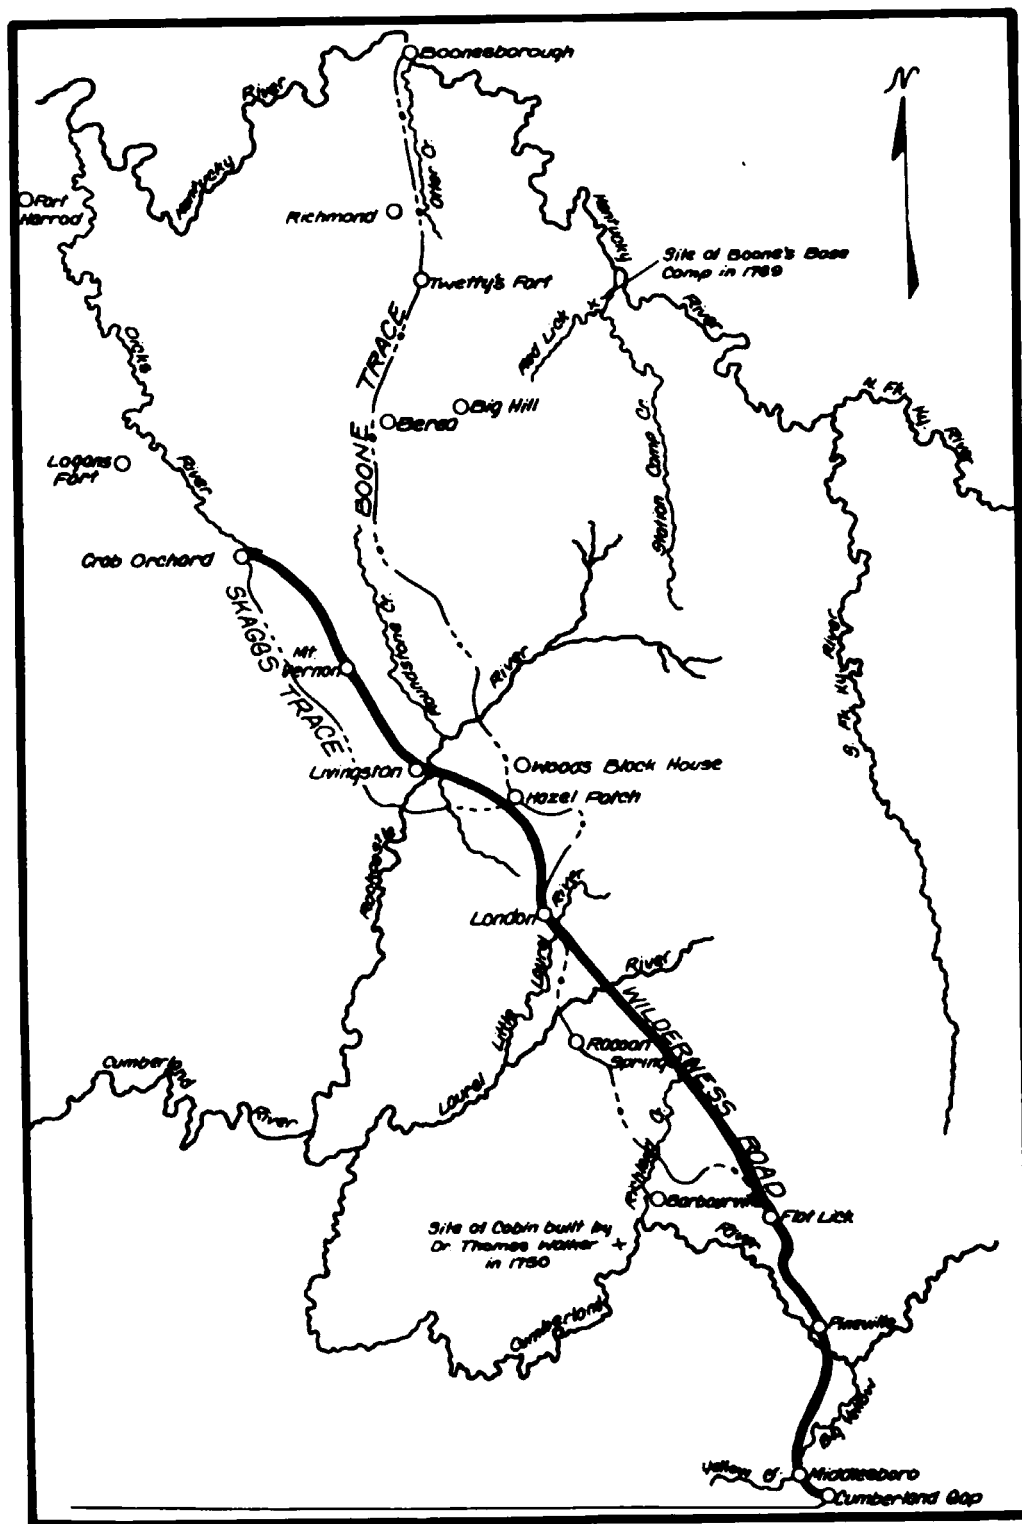 N
Boonesborough
River
Kentucky
Otter Cr.
Fort
Harrod
Richmond
Kentucky
Site of Boone's Base
Camp in 1769
Twetty's Fort
River
Dicks
River
TRACE
BOONE
Red Lick
Berea
Big Hill
N. Fk.
Ky.
River
Station Camp Cr.
Logans
Fort
Crab Orchard
SKAGGS
TRACE
Mt.
Vernon
Roundstone Cr.
River
S. Fk. Ky. River
Livingston
Woods Block House
Hazel Patch
Rockcastle
London
River
Laurel
Little
River
Laurel
Racoon
Spring
WILDERNESS
ROAD
Cumberland
River
Richland Cr.
Barbourville
Flat Lick
Site of Cabin built by
Dr. Thomas Walker
in 1750
River
Cumberland
Pineville
Yellow Cr.
Middlesboro
Cumberland Gap